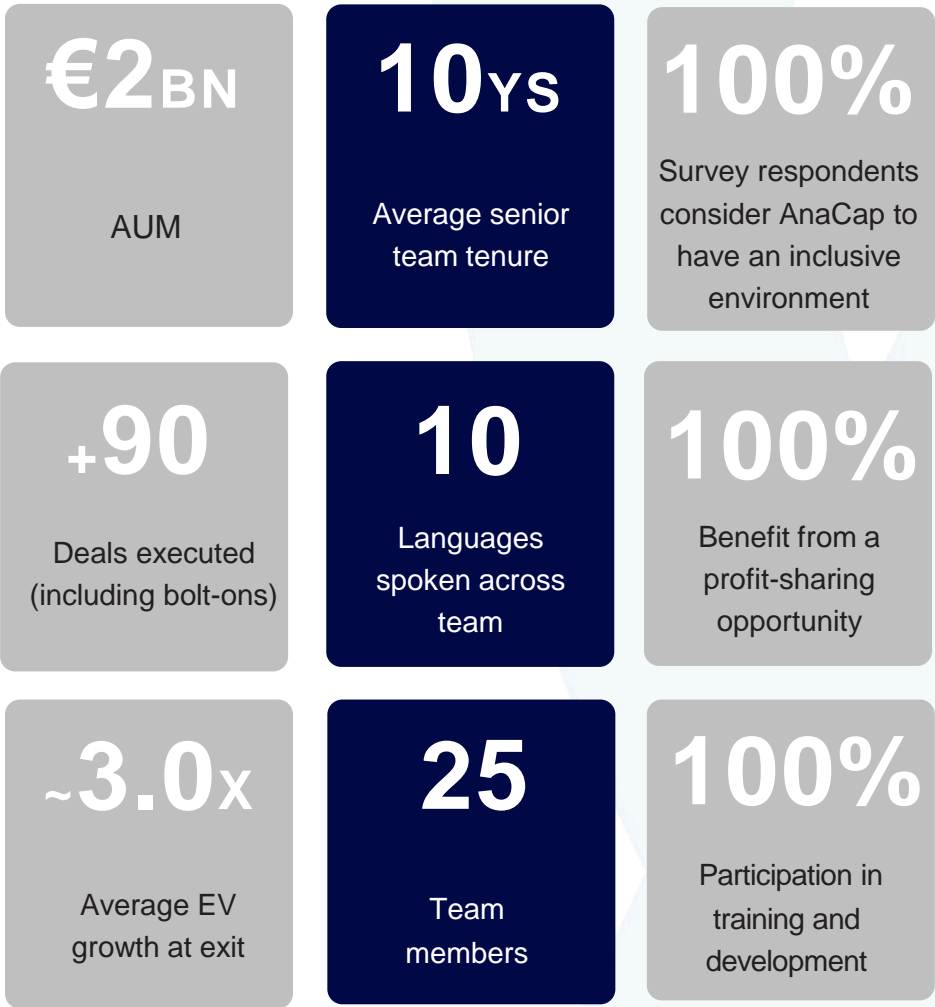 €2BN
AUM
10YS
Average senior
team tenure
100%
Survey respondents
consider AnaCap to
have an inclusive
environment
+90
Deals executed
(including bolt-ons)
10
Languages
spoken across
team
100%
Benefit from a
profit-sharing
opportunity
~3.0X
Average EV
growth at exit
25
Team
members
100%
Participation in
training and
development